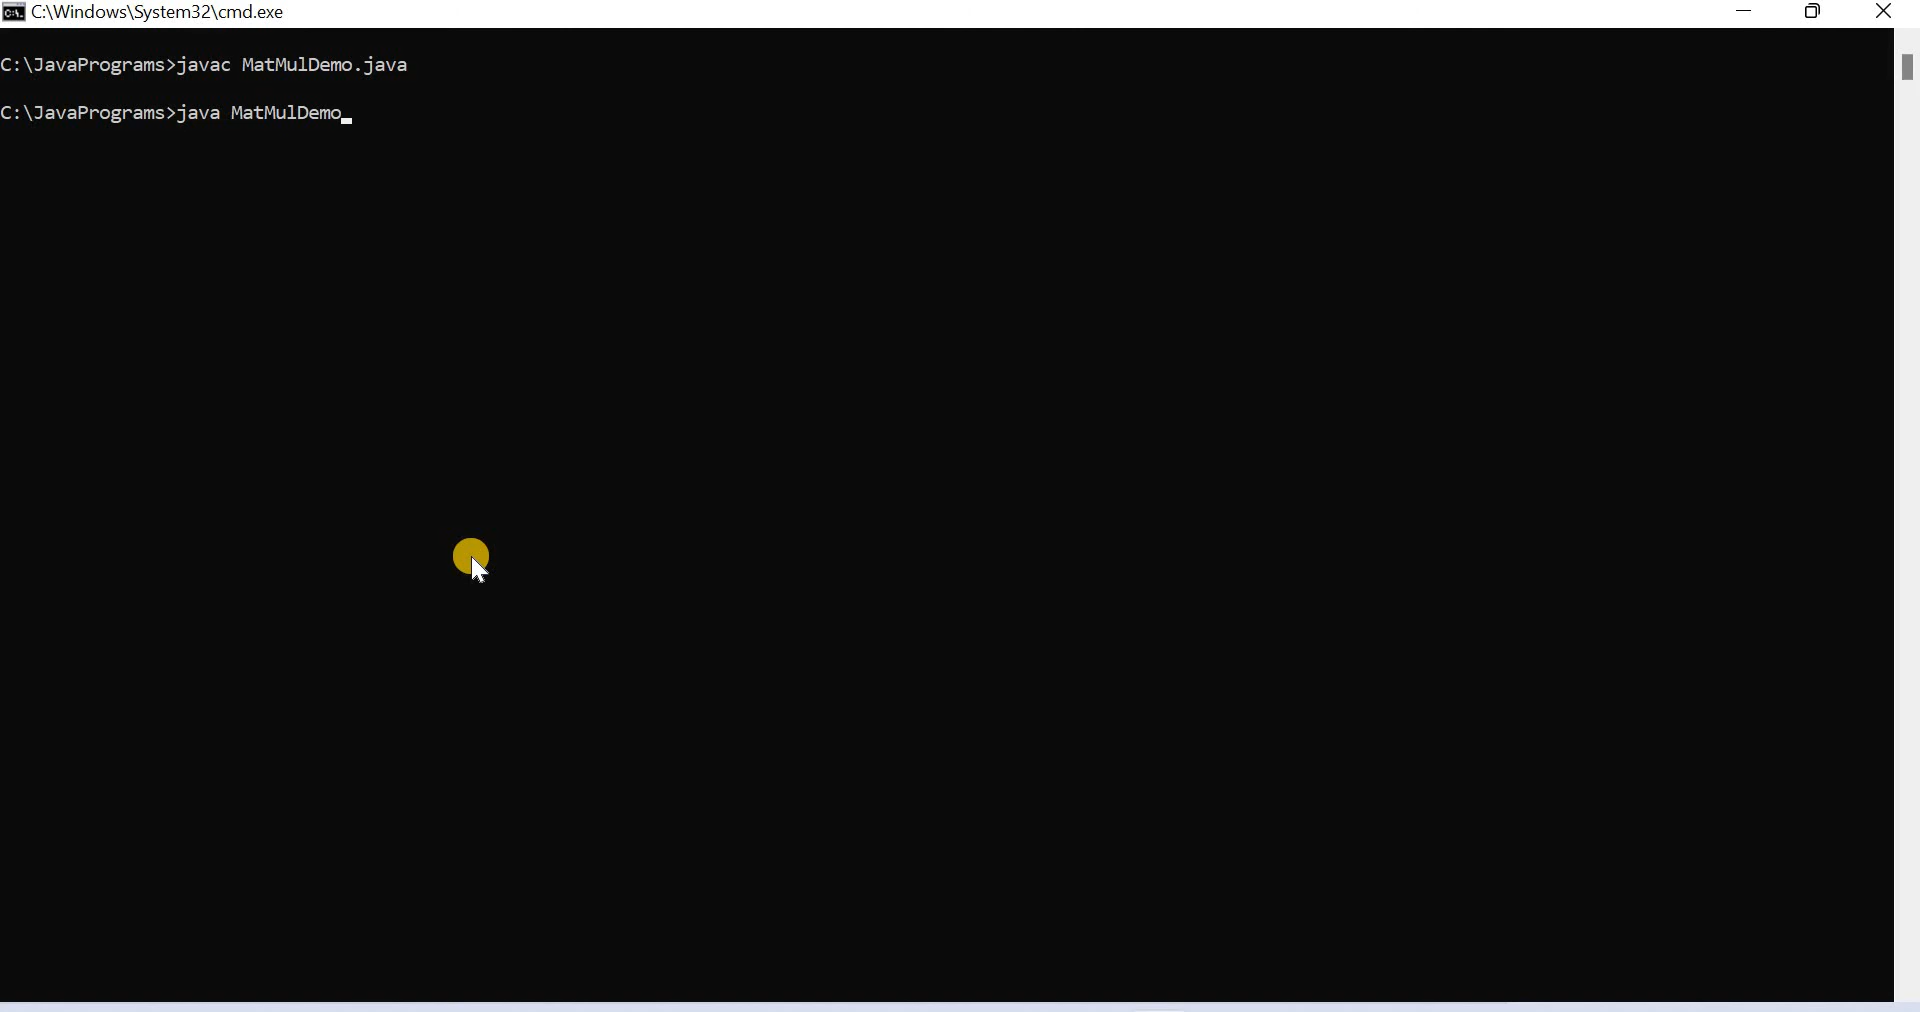 C:\Windows\System32\cmd.exe
C:\JavaPrograms>javac MatMulDemo.java
C:\JavaPrograms>java MatMulDemo